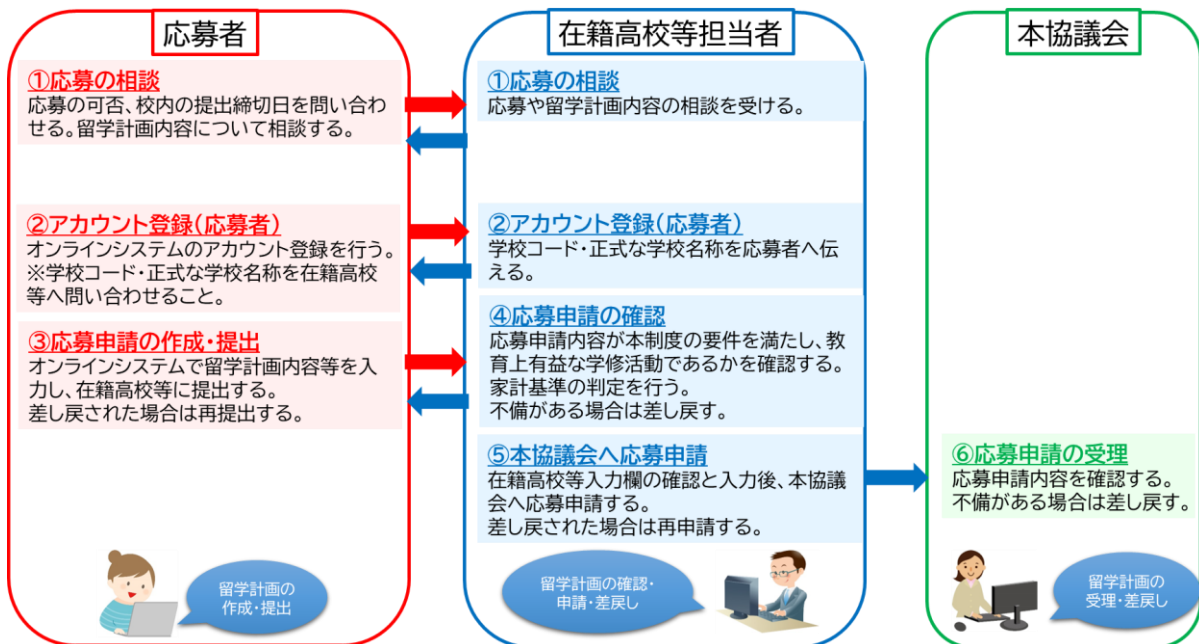 応募者
①応募の相談
応募の可否、校内の提出締切日を問い合わ
せる。留学計画内容について相談する。
②アカウント登録(応募者)
オンラインシステムのアカウント登録を行う。
※学校コード・正式な学校名称を在籍高校
等へ問い合わせること。
③応募申請の作成・提出
オンラインシステムで留学計画内容等を入
力し、在籍高校等に提出する。
差し戻された場合は再提出する。
留学計画の
作成・提出
在籍高校等担当者
①応募の相談
応募や留学計画内容の相談を受ける。
②アカウント登録(応募者)
学校コード・正式な学校名称を応募者へ伝
える。
④応募申請の確認
応募申請内容が本制度の要件を満たし、教
育上有益な学修活動であるかを確認する。
家計基準の判定を行う。
不備がある場合は差し戻す。
⑤本協議会へ応募申請
在籍高校等入力欄の確認と入力後、本協議
会へ応募申請する。
差し戻された場合は再申請する。
留学計画の確認・
申請・差戻し
本協議会
⑥応募申請の受理
応募申請内容を確認する。
不備がある場合は差し戻す。
留学計画の
受理・差戻し